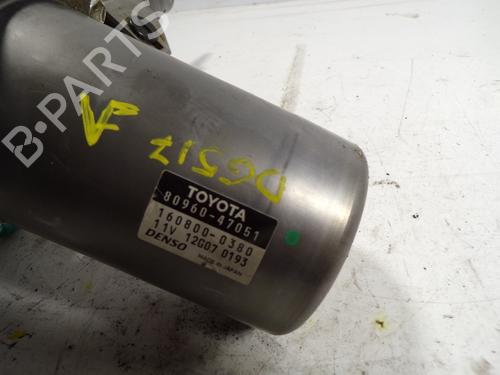 B-PARTS
DG517
TOYOTA
80960-47051
160800-0380
11V 12G07 0193
DENSO
MADE IN JAPAN